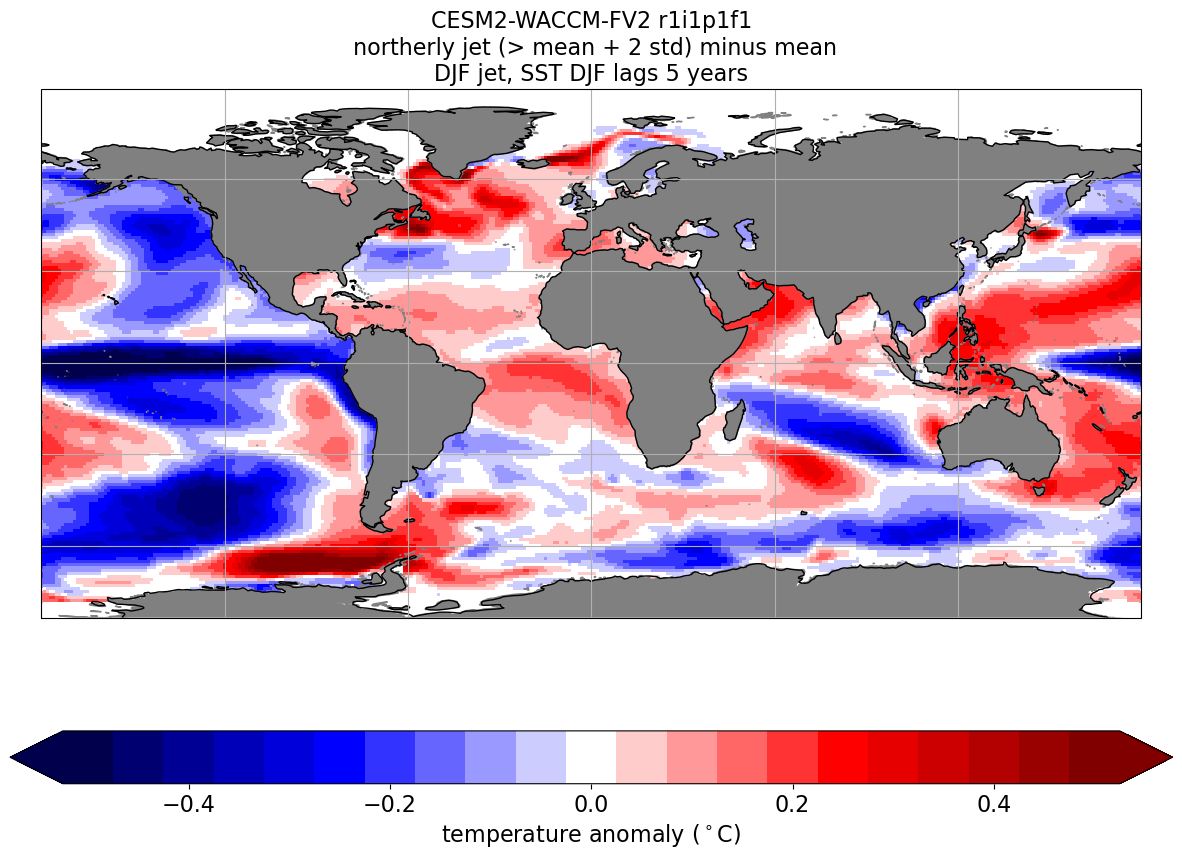 CESM2-WACCM-FV2 r1i1p1f1
northerly jet (> mean + 2 std) minus mean
DJF jet, SST DJF lags 5 years
−0.4 −0.2 0.0 0.2 0.4
temperature anomaly (°C)